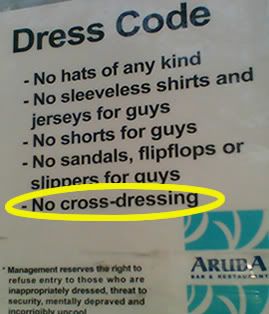 Dress Code
- No hats of any kind
- No sleeveless shirts and
jerseys for guys
- No shorts for guys
- No sandals, flipflops or
slippers for guys
- No cross-dressing
ARUBA
BAR & RESTAURANT
* Management reserves the right to
refuse entry to those who are
inappropriately dressed, threat to
security, mentally depraved and
incorrigibly uncool